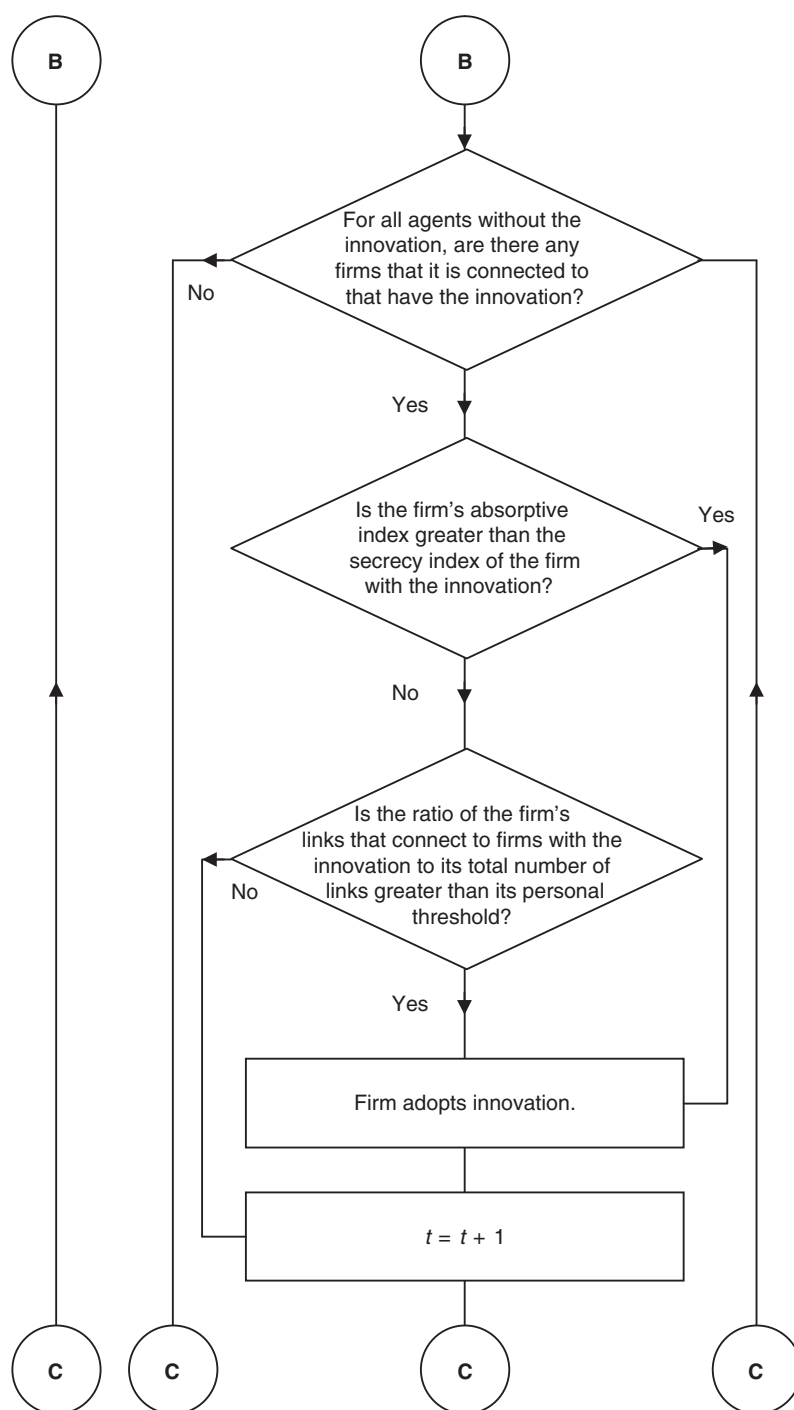 B
B
For all agents without the
innovation, are there any
firms that it is connected to
that have the innovation?
No
Yes
Is the firm's absorptive
index greater than the
secrecy index of the firm
with the innovation?
Yes
No
Is the ratio of the firm's
links that connect to firms with the
innovation to its total number of
links greater than its personal
threshold?
No
Yes
Firm adopts innovation.
t = t + 1
C
C
C
C